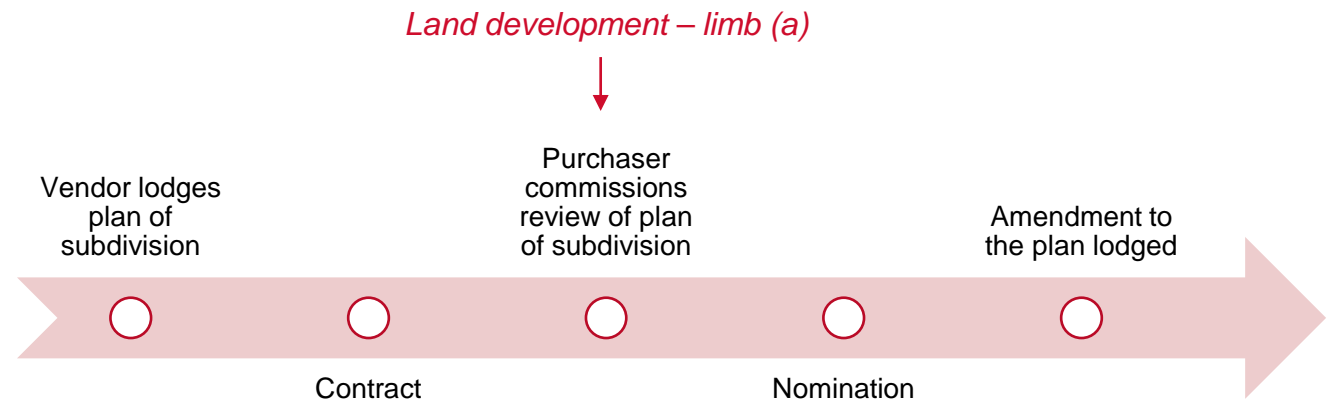 Land development – limb (a)
Vendor lodges
plan of
subdivision
Contract
Purchaser
commissions
review of plan
of subdivision
Nomination
Amendment to
the plan lodged